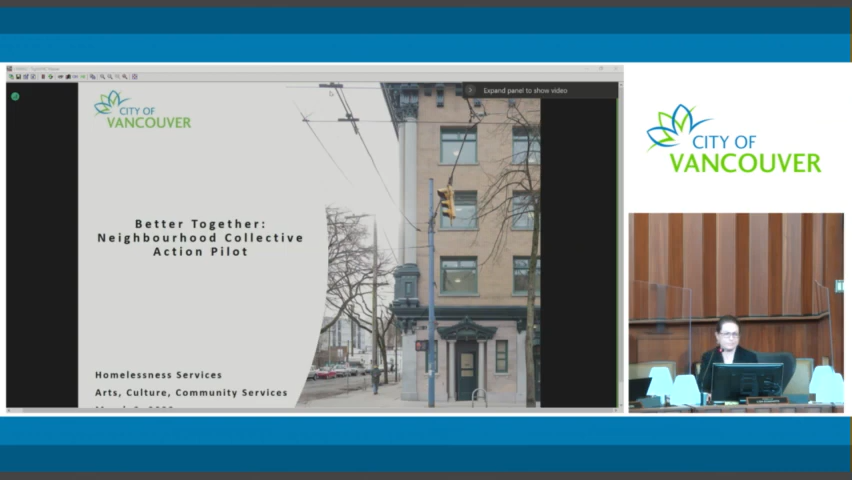 Expand panel to show video
CITY OF
VANCOUVER
Better Together:
Neighbourhood Collective
Action Pilot
Homelessness Services
Arts, Culture, Community Services
CITY OF
VANCOUVER